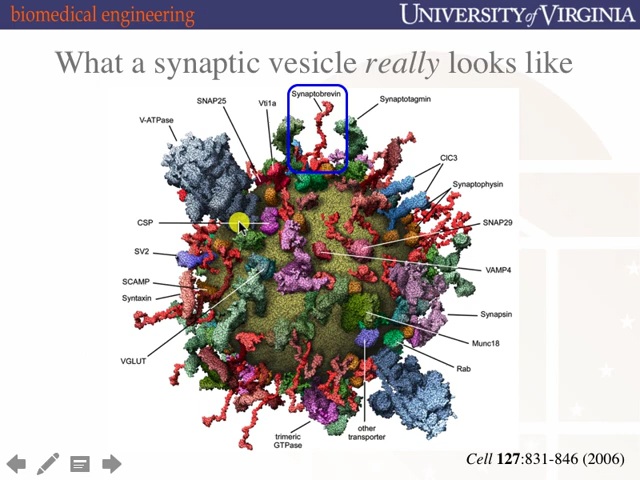 biomedical engineering
UNIVERSITY of VIRGINIA
What a synaptic vesicle really looks like
Synaptobrevin
SNAP25
Vti1a
Synaptotagmin
V-ATPase
ClC3
Synaptophysin
CSP
SNAP29
SV2
VAMP4
SCAMP
Syntaxin
Synapsin
Munc18
VGLUT
Rab
other
transporter
trimeric
GTPase
Cell 127:831-846 (2006)